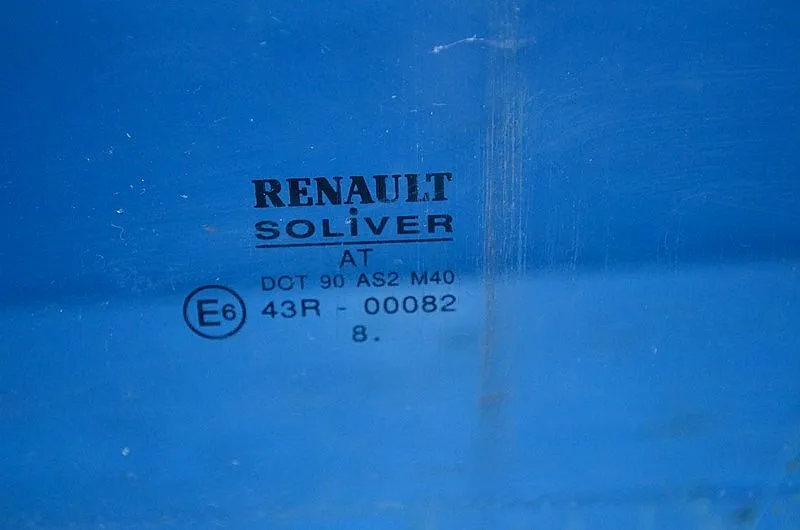 RENAULT
SOLiVER
AT
DOT 90 AS2 M40
E6 43R - 00082
8.